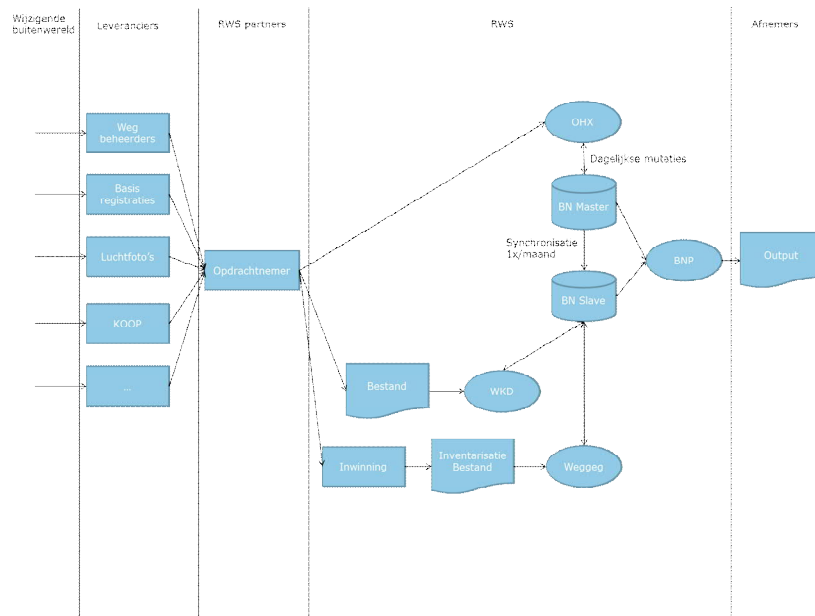 Wijzigende
buitenwereld
Leveranciers
RWS partners
RWS
Afnemers
Weg
beheerders
OHX
Dagelijkse mutaties
Basis
registraties
BN Master
Luchtfoto's
Opdrachtnemer
Synchronisatie
1x/maand
BNP
Output
BN Slave
KOOP
...
Bestand
WKD
Inwinning
Inventarisatie
Bestand
Weggeg